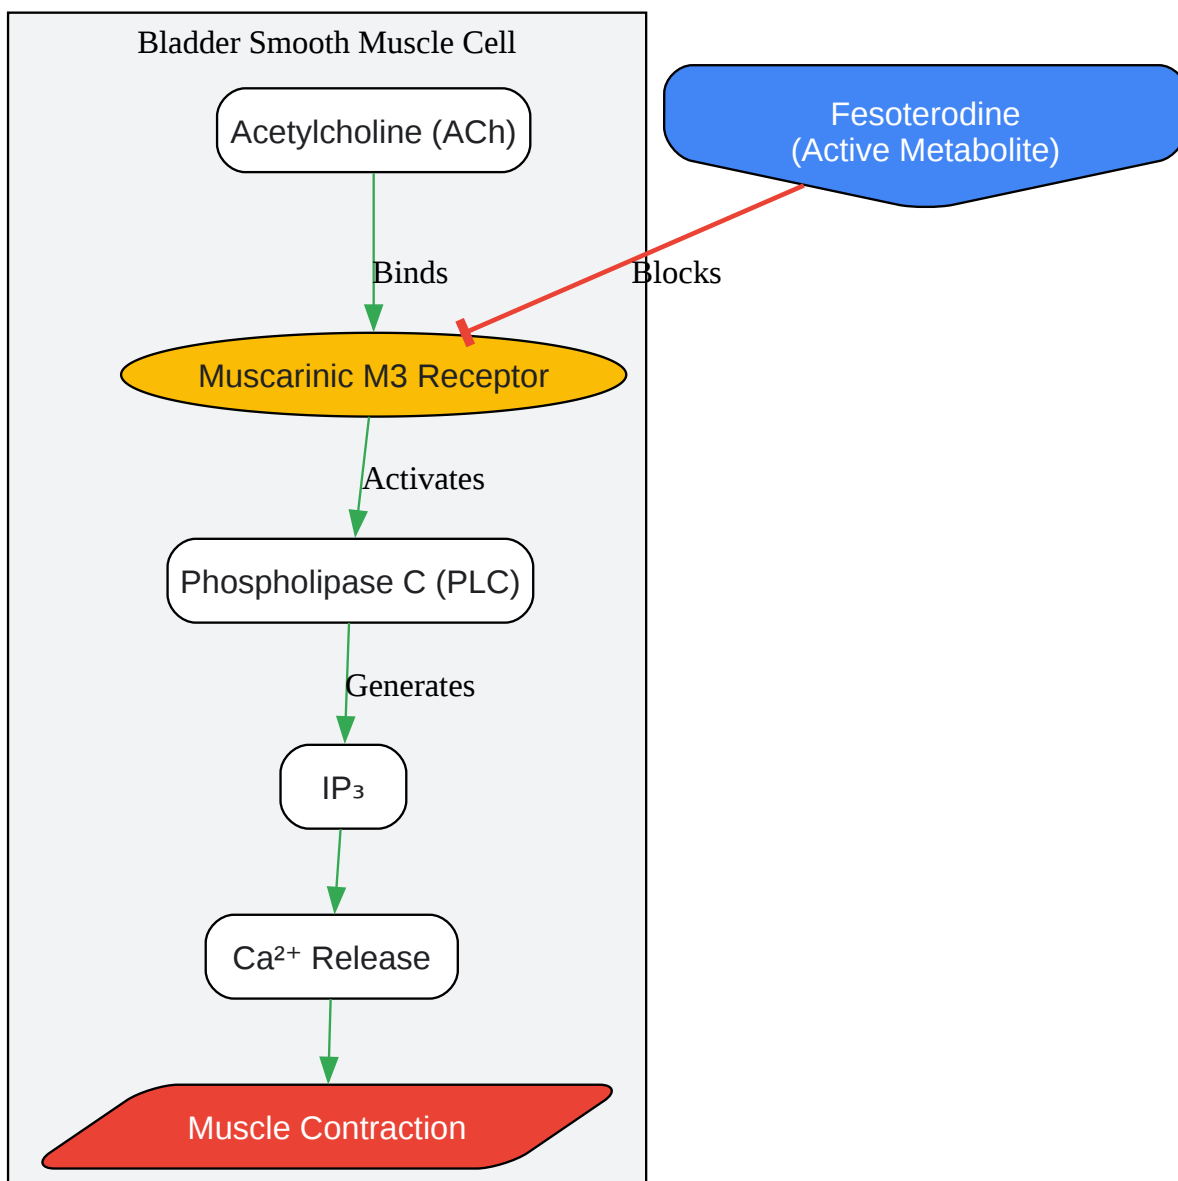 Bladder Smooth Muscle Cell
Acetylcholine (ACh)
Fesoterodine
(Active Metabolite)
Binds
Blocks
Muscarinic M3 Receptor
Activates
Phospholipase C (PLC)
Generates
IP₃
Ca²⁺ Release
Muscle Contraction